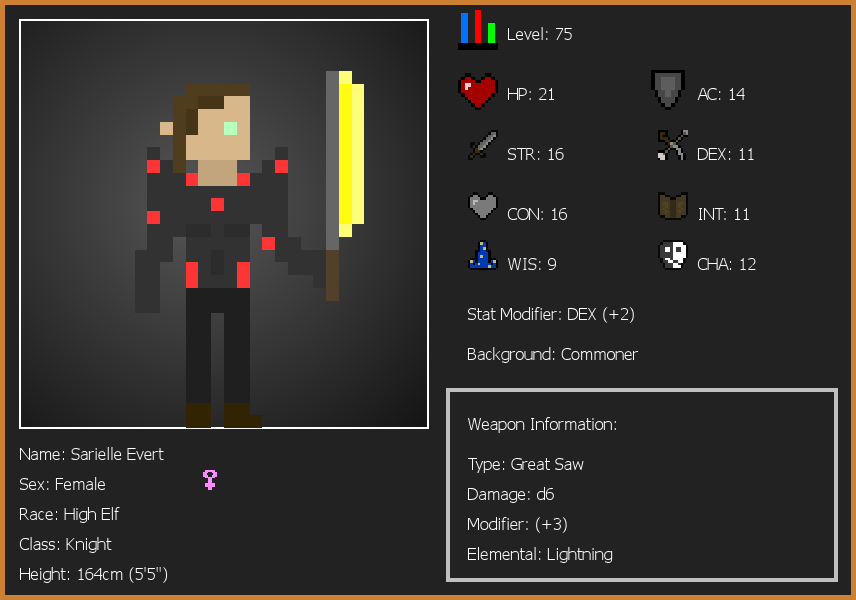 Level: 75
HP: 21
AC: 14
STR: 16
DEX: 11
CON: 16
INT: 11
WIS: 9
CHA: 12
Stat Modifier: DEX (+2)
Background: Commoner
Weapon Information:
Type: Great Saw
Damage: d6
Modifier: (+3)
Elemental: Lightning
Name: Sarielle Evert
Sex: Female
Race: High Elf
Class: Knight
Height: 164cm (5'5")